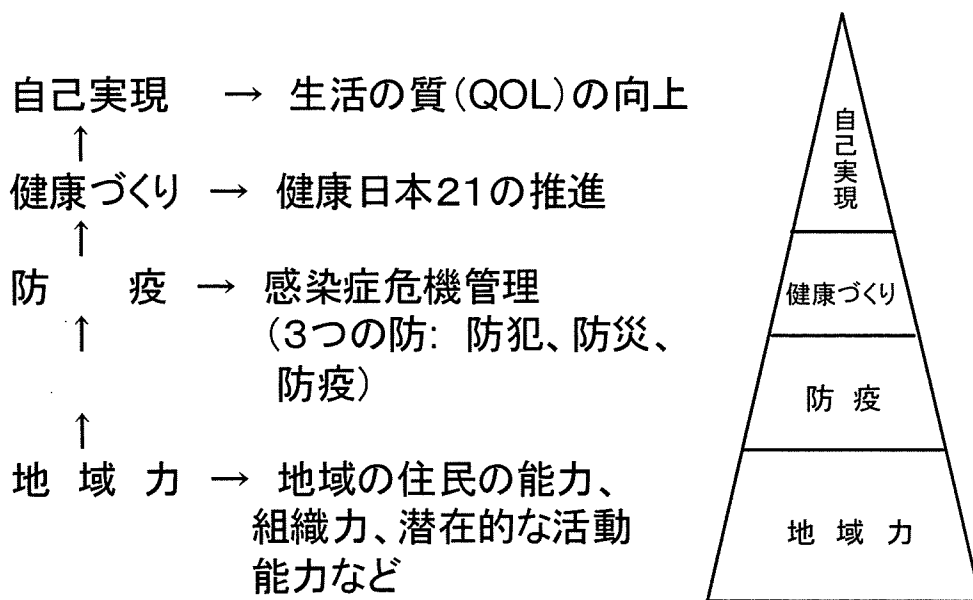 自己実現 → 生活の質(QOL)の向上
↑
健康づくり → 健康日本21の推進
↑
防 疫 → 感染症危機管理
↑ (3つの防: 防犯、防災、
防疫)
↑
地 域 力 → 地域の住民の能力、
組織力、潜在的な活動
能力など
自己実現
健康づくり
防 疫
地 域 力